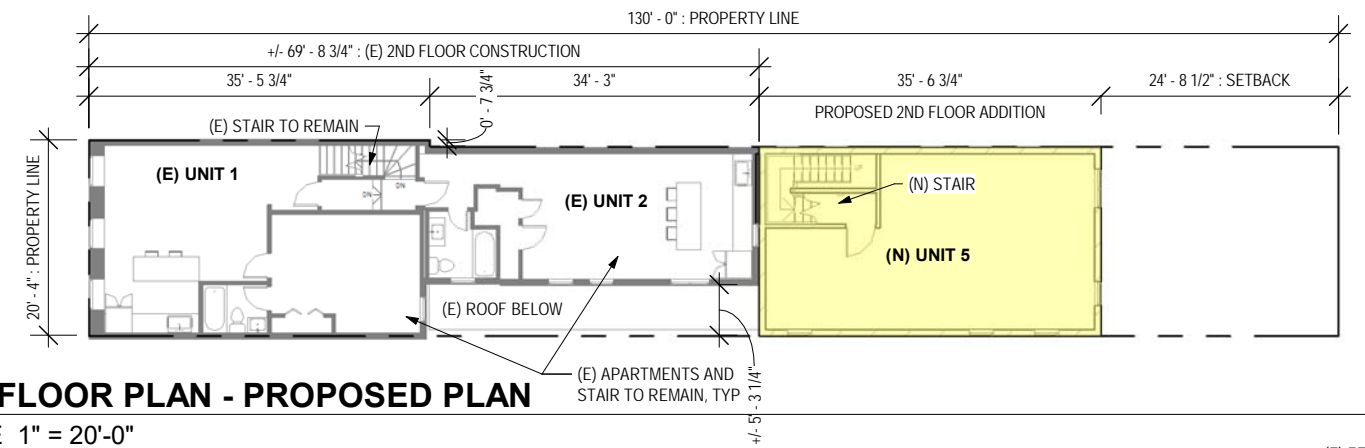 130' - 0" : PROPERTY LINE
+/- 69' - 8 3/4" : (E) 2ND FLOOR CONSTRUCTION
35' - 5 3/4"
0' - 7 3/4"
34' - 3"
35' - 6 3/4"
24' - 8 1/2" : SETBACK
PROPOSED 2ND FLOOR ADDITION
(E) STAIR TO REMAIN
20' - 4" : PROPERTY LINE
(E) UNIT 1
DN
DN
(E) UNIT 2
(N) STAIR
(N) UNIT 5
(E) ROOF BELOW
+/- 5' - 3 1/4"
(E) APARTMENTS AND
STAIR TO REMAIN, TYP
FLOOR PLAN - PROPOSED PLAN
1" = 20'-0"